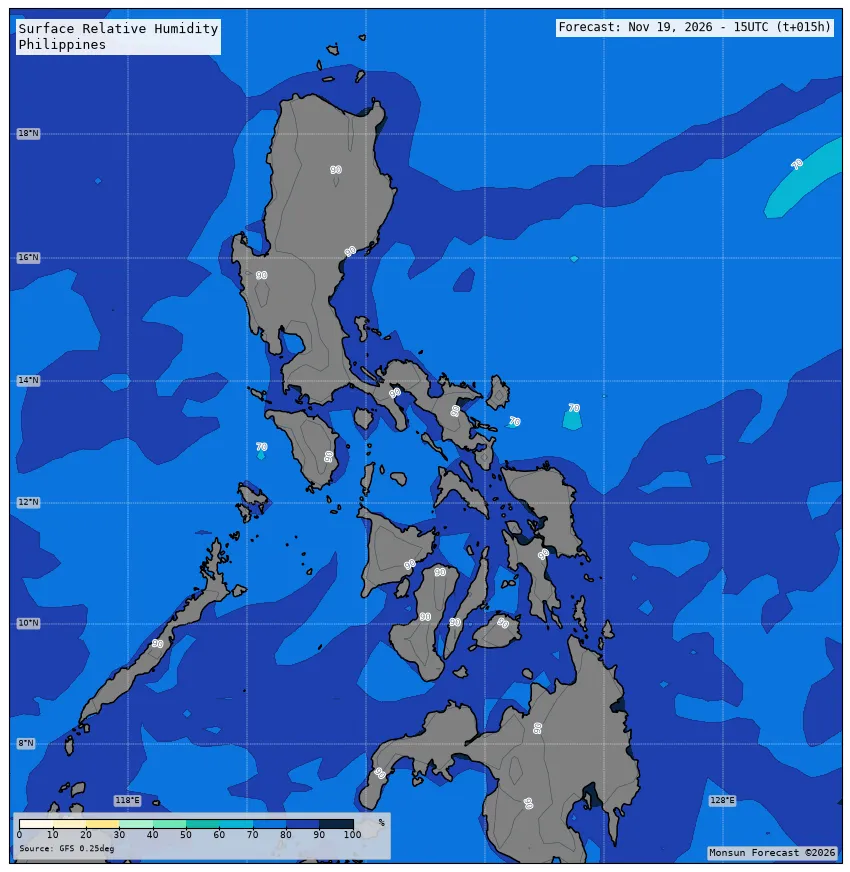 Surface Relative Humidity
Philippines
Forecast: Nov 19, 2026 - 15UTC (t+015h)
18°N
70
90
16°N
90
90
14°N
90
90
70
70
70
90
12°N
90
90
90
10°N
90
90
90
90
8°N
90
90
90
118°E
128°E
0 10 20 30 40 50 60 70 80 90 100 %
Source: GFS 0.25deg
Monsun Forecast ©2026